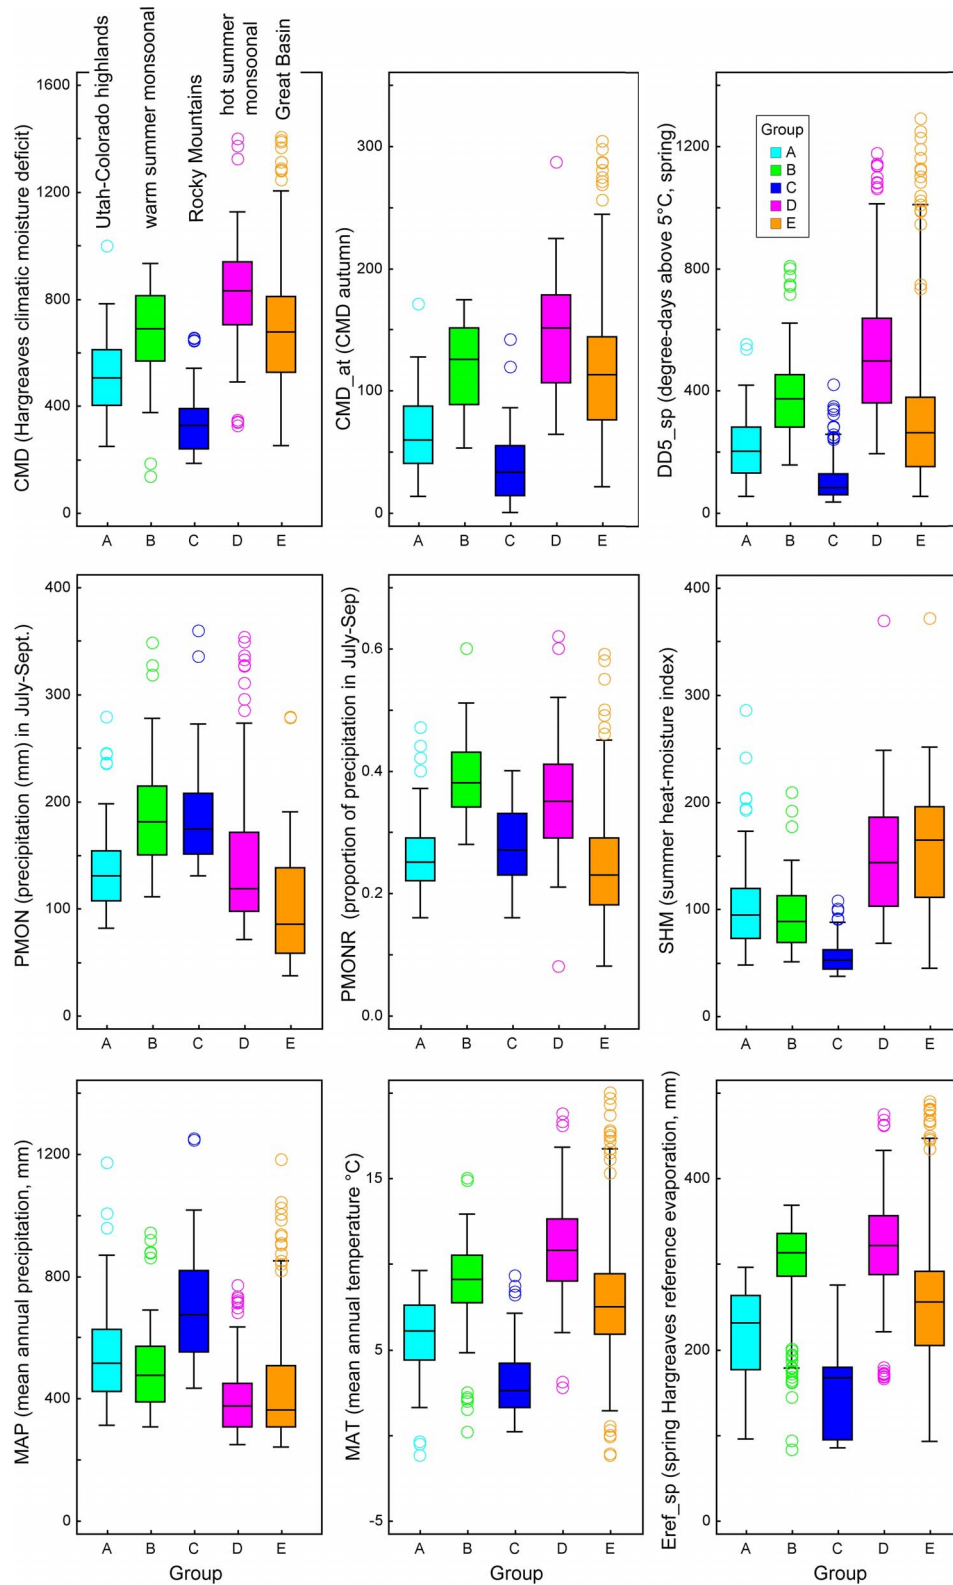 Utah-Colorado highlands
warm summer monsoonal
Rocky Mountains
hot summer
monsoonal
Great Basin
CMD (Hargreaves climatic moisture deficit)
1600
1200
800
400
0
A B C D E
CMD_at (CMD autumn)
300
200
100
0
A B C D E
DD5_sp (degree-days above 5°C, spring)
1200
800
400
0
Group
A
B
C
D
E
A B C D E
PMON (precipitation (mm) in July-Sept.)
400
300
200
100
0
A B C D E
PMONR (proportion of precipitation in July-Sep)
0.6
0.4
0.2
0.0
A B C D E
SHM (summer heat-moisture index)
400
300
200
100
0
A B C D E
MAP (mean annual precipitation, mm)
1200
800
400
0
A B C D E
Group
MAT (mean annual temperature °C)
15
5
-5
A B C D E
Group
Eref_sp (spring Hargreaves reference evaporation, mm)
400
200
0
A B C D E
Group